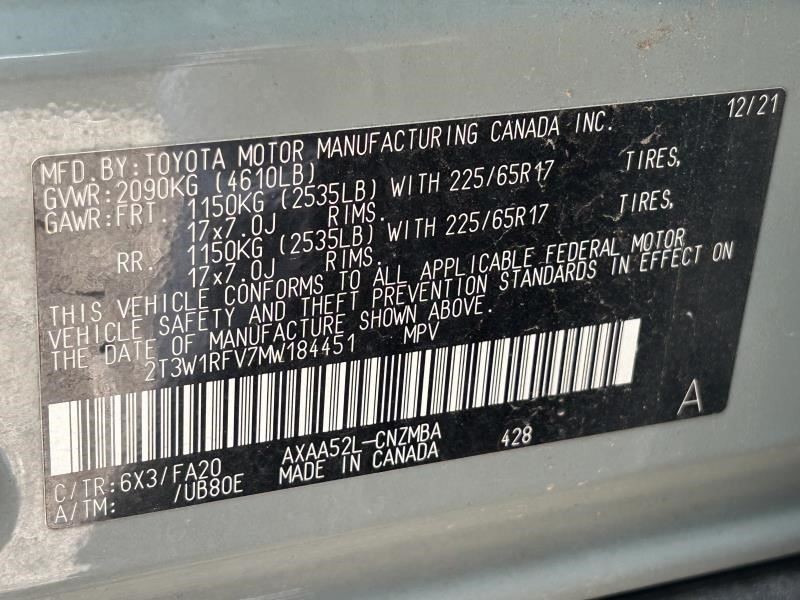 12/21
MFD.BY:TOYOTA MOTOR MANUFACTURING CANADA INC.
GVWR:2090KG (4610LB)
GAWR:FRT. 1150KG (2535LB) WITH 225/65R17 TIRES,
17x7.0J RIMS.
RR. 1150KG (2535LB) WITH 225/65R17 TIRES,
17x7.0J RIMS.
THIS VEHICLE CONFORMS TO ALL APPLICABLE FEDERAL MOTOR
VEHICLE SAFETY AND THEFT PREVENTION STANDARDS IN EFFECT ON
THE DATE OF MANUFACTURE SHOWN ABOVE.
2T3W1RFV7MW184451 MPV
A
C/TR:6X3/FA20 AXAA52L-CNZMBA 428
A/TM: /UB80E MADE IN CANADA